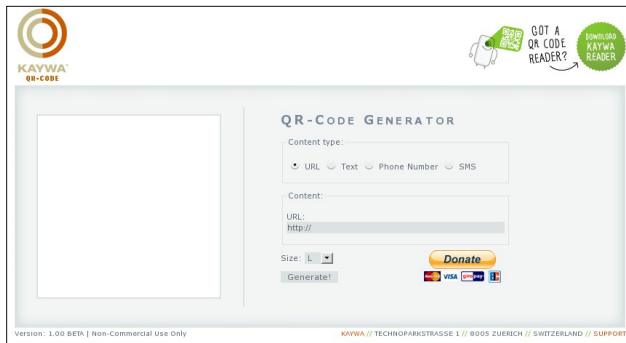 KAYWA
QR-CODE
GOT A
QR CODE
READER?
DOWNLOAD
KAYWA
READER
QR-CODE GENERATOR
Content type:
URL Text Phone Number SMS
Content:
URL:
http://
Size: L
Donate
Generate!
VISA
Version: 1.00 BETA | Non-Commercial Use Only
KAYWA // TECHNOPARKSTRASSE 1 // 8005 ZUERICH // SWITZERLAND // SUPPORT